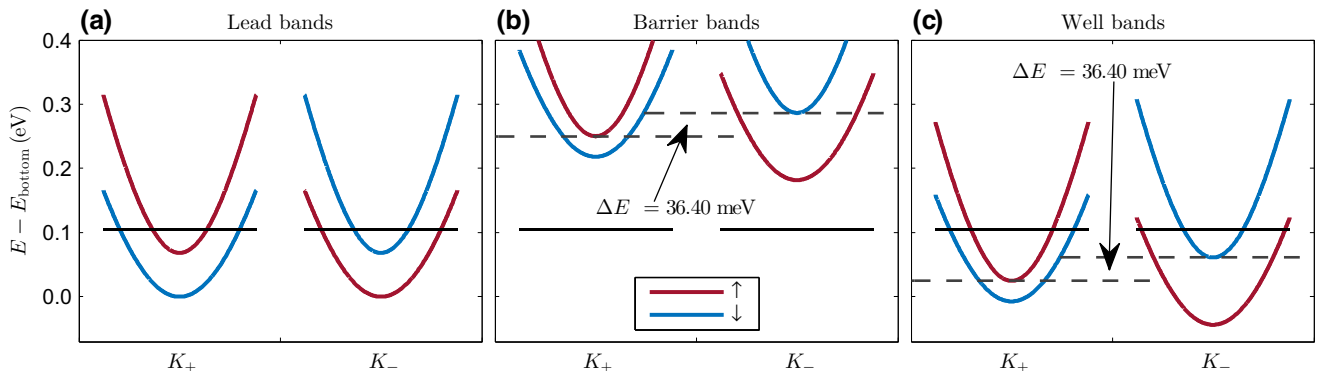 (a) Lead bands
(b) Barrier bands
(c) Well bands
E − E_bottom (eV)
0.4
0.3
0.2
0.1
0.0
K₊ K₋
ΔE = 36.40 meV
↑
↓
K₊ K₋
ΔE = 36.40 meV
K₊ K₋